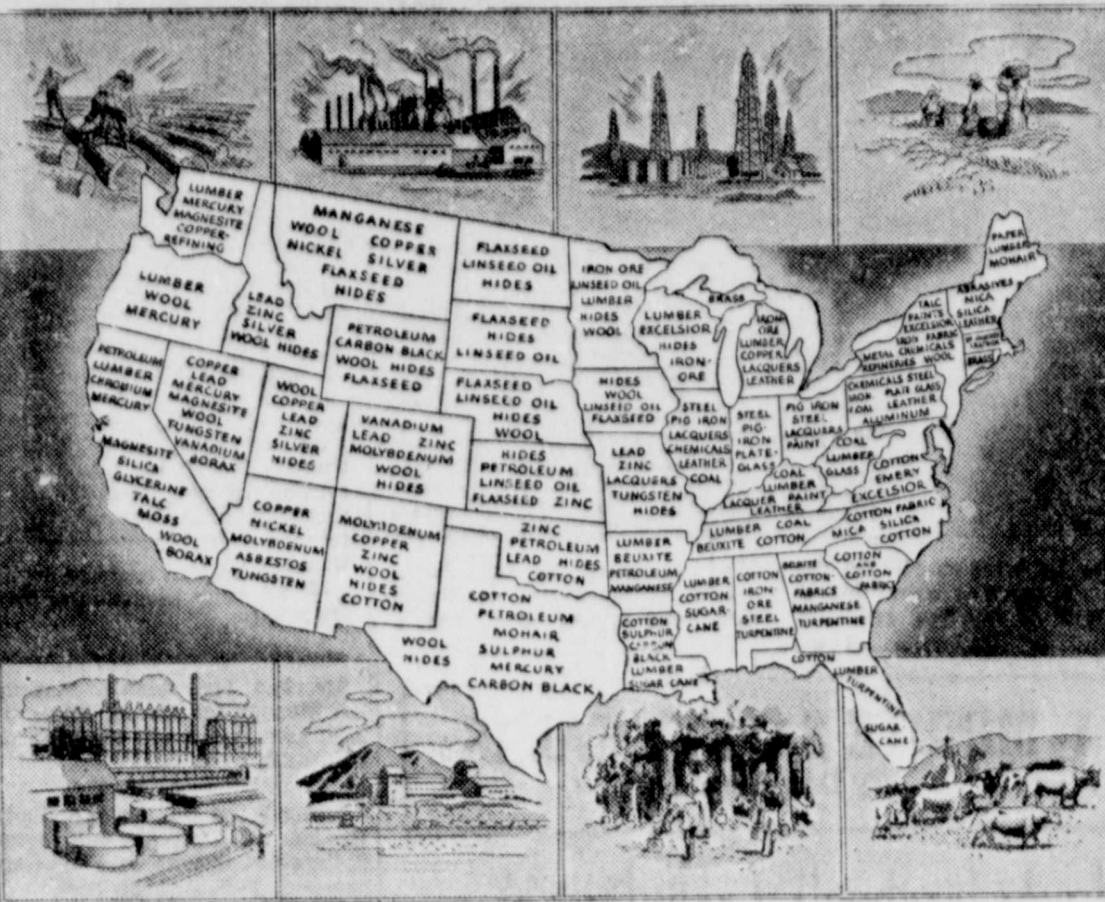 LUMBER
MERCURY
MAGNESITE
COPPER-
REFINING
LUMBER
WOOL
MERCURY
PETROLEUM
LUMBER
CHROMIUM
MERCURY
MAGNESITE
SILICA
GLYCERINE
TALC
MOSS
WOOL
BORAX
LEAD
ZINC
SILVER
WOOL HIDES
COPPER
LEAD
MERCURY
MAGNESITE
WOOL
TUNGSTEN
VANADIUM
BORAX
MANGANESE
WOOL COPPER
NICKEL SILVER
FLAXSEED
HIDES
PETROLEUM
CARBON BLACK
WOOL HIDES
FLAXSEED
WOOL
COPPER
LEAD
ZINC
SILVER
HIDES
VANADIUM
LEAD ZINC
MOLYBDENUM
WOOL
HIDES
COPPER
NICKEL
MOLYBDENUM
ASBESTOS
TUNGSTEN
MOLYBDENUM
COPPER
ZINC
WOOL
HIDES
COTTON
FLAXSEED
LINSEED OIL
HIDES
FLAXSEED
HIDES
LINSEED OIL
FLAXSEED
LINSEED OIL
HIDES
WOOL
HIDES
PETROLEUM
LINSEED OIL
FLAXSEED ZINC
ZINC
PETROLEUM
LEAD HIDES
COTTON
COTTON
PETROLEUM
MOHAIR
SULPHUR
MERCURY
CARBON BLACK
WOOL
HIDES
IRON ORE
LINSEED OIL
LUMBER
HIDES
WOOL
HIDES
WOOL
LINSEED OIL
FLAXSEED
LEAD
ZINC
LACQUERS
TUNGSTEN
HIDES
LUMBER
BEUXITE
PETROLEUM
MANGANESE
COTTON
SULPHUR
CARBON
BLACK
LUMBER
SUGAR CANE
LUMBER
EXCELSIOR
HIDES
IRON-
ORE
BRASS
IRON-
ORE
LUMBER
COPPER
LACQUERS
LEATHER
STEEL
PIG IRON
LACQUERS
CHEMICALS
LEATHER
COAL
STEEL
PIG-
IRON
PLATE-
GLASS
PIG IRON
STEEL
LACQUERS
PAINT
COAL
LUMBER
LACQUER PAINT
LEATHER
LUMBER COAL
BEUXITE COTTON
LUMBER
COTTON
SUGAR-
CANE
COTTON
IRON-
ORE
STEEL
TURPENTINE
COTTON-
FABRICS
MANGANESE
TURPENTINE
COTTON
LUMBER
TURPENTINE
SUGAR-
CANE
COTTON
AND
COTTON
FABRICS
COTTON FABRIC
MICA SILICA
COTTON
COTTON
EMERY
EXCELSIOR
COAL
LUMBER
GLASS
CHEMICALS STEEL
IRON PLATE GLASS
COAL LEATHER
ALUMINUM
TALC
PAINTS
EXCELSIOR
IRON FABRIC
METAL CHEMICALS
REFINERIES WOOL
PAPER
LUMBER
MOHAIR
ABRASIVES
MICA
SILICA
LEATHER
BRASS